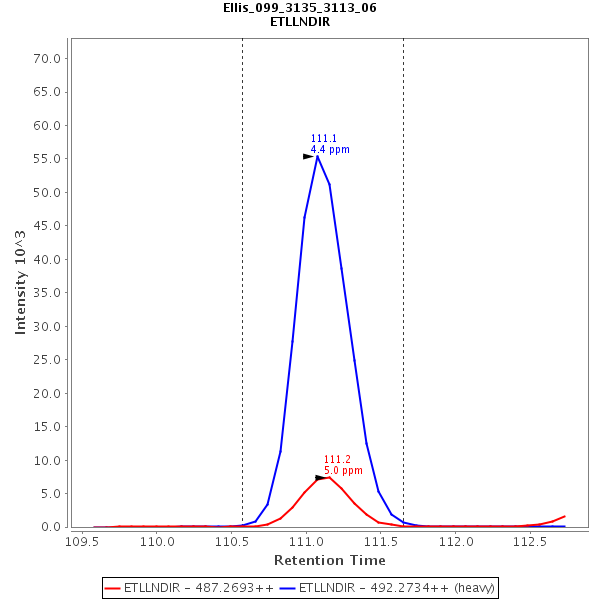 Ellis_099_3135_3113_06
ETLLNDIR
70.0
65.0
60.0
55.0
50.0
45.0
40.0
35.0
30.0
25.0
20.0
15.0
10.0
5.0
0.0
Intensity 10^3
111.1
4.4 ppm
111.2
5.0 ppm
109.5 110.0 110.5 111.0 111.5 112.0 112.5
Retention Time
ETLLNDIR - 487.2693++ ETLLNDIR - 492.2734++ (heavy)